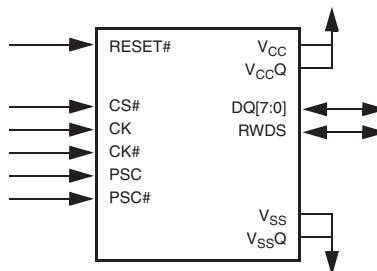 RESET#
CS#
CK
CK#
PSC
PSC#
VCC
VCCQ
DQ[7:0]
RWDS
VSS
VSSQ